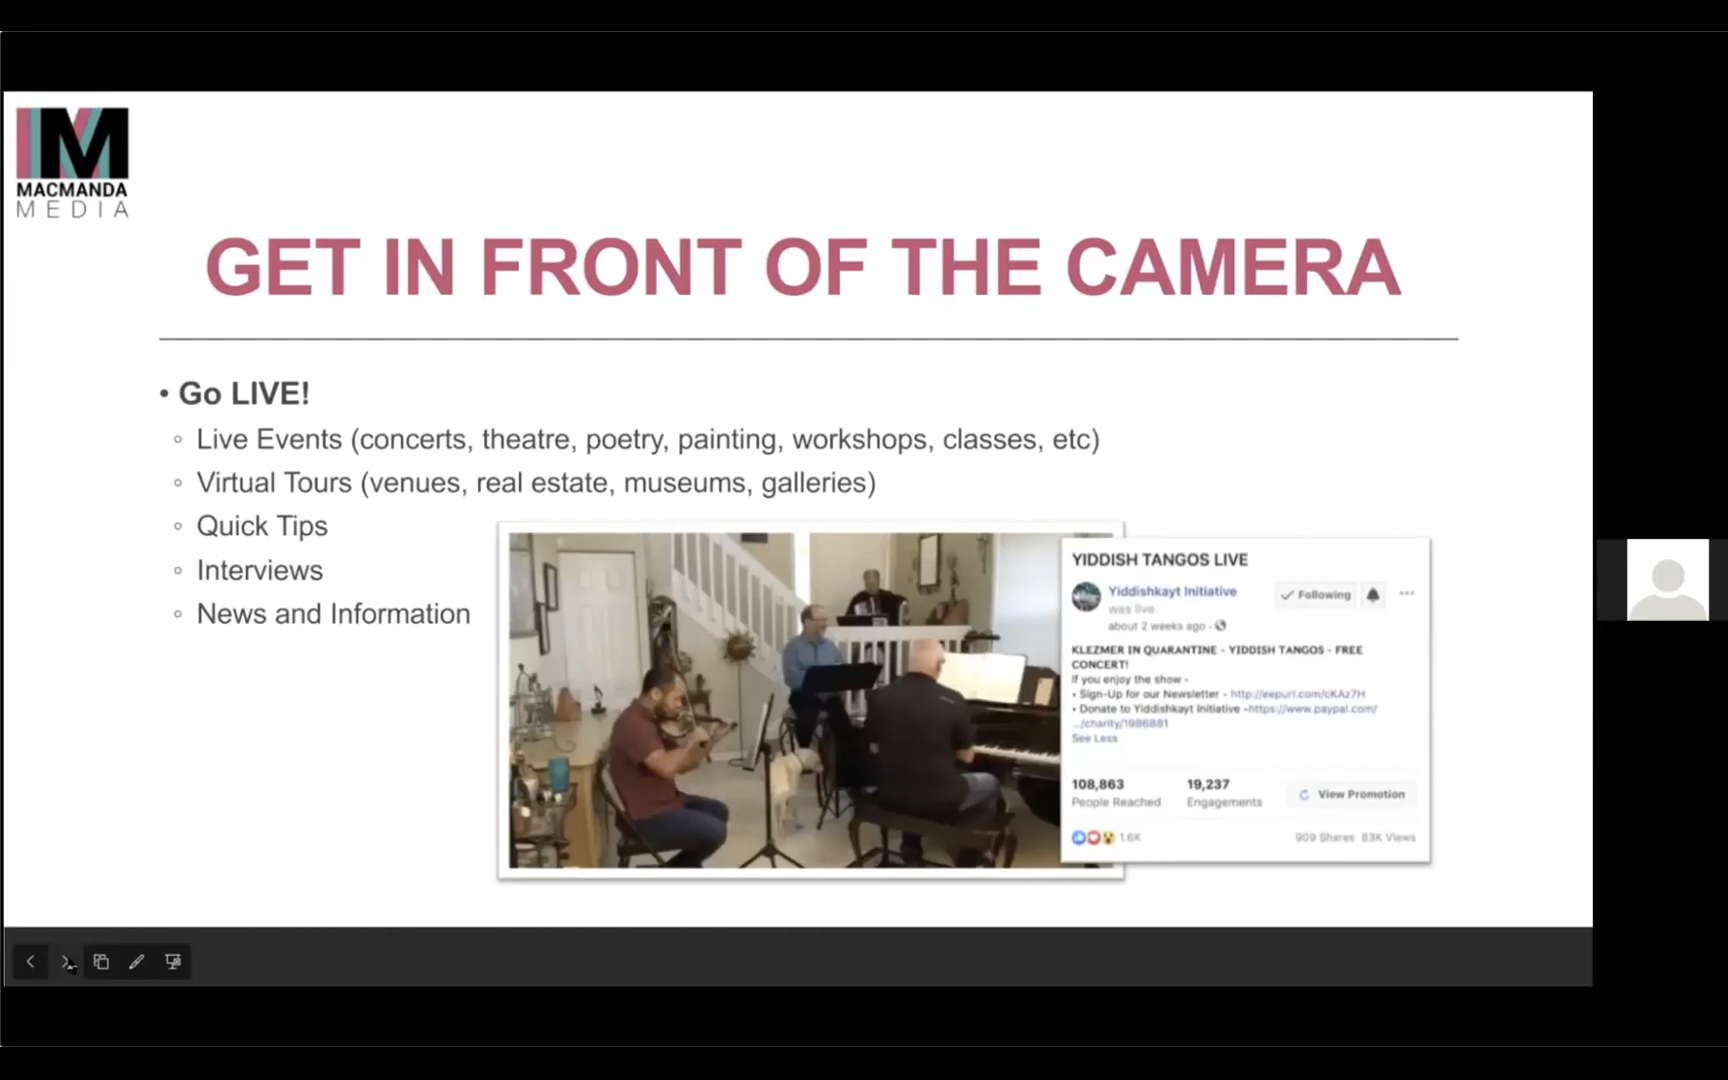 MACMANDA
MEDIA
GET IN FRONT OF THE CAMERA
• Go LIVE!
◦ Live Events (concerts, theatre, poetry, painting, workshops, classes, etc)
◦ Virtual Tours (venues, real estate, museums, galleries)
◦ Quick Tips
◦ Interviews
◦ News and Information
YIDDISH TANGOS LIVE
Yiddishkayt Initiative
was live.
about 2 weeks ago ·
Following
...
KLEZMER IN QUARANTINE - YIDDISH TANGOS - FREE
CONCERT!
If you enjoy the show -
• Sign-Up for our Newsletter - http://eepurl.com/cKAz7H
• Donate to Yiddishkayt Initiative -https://www.paypal.com/
.../charity/1986881
See Less
108,863
People Reached
19,237
Engagements
View Promotion
1.6K
909 Shares 83K Views